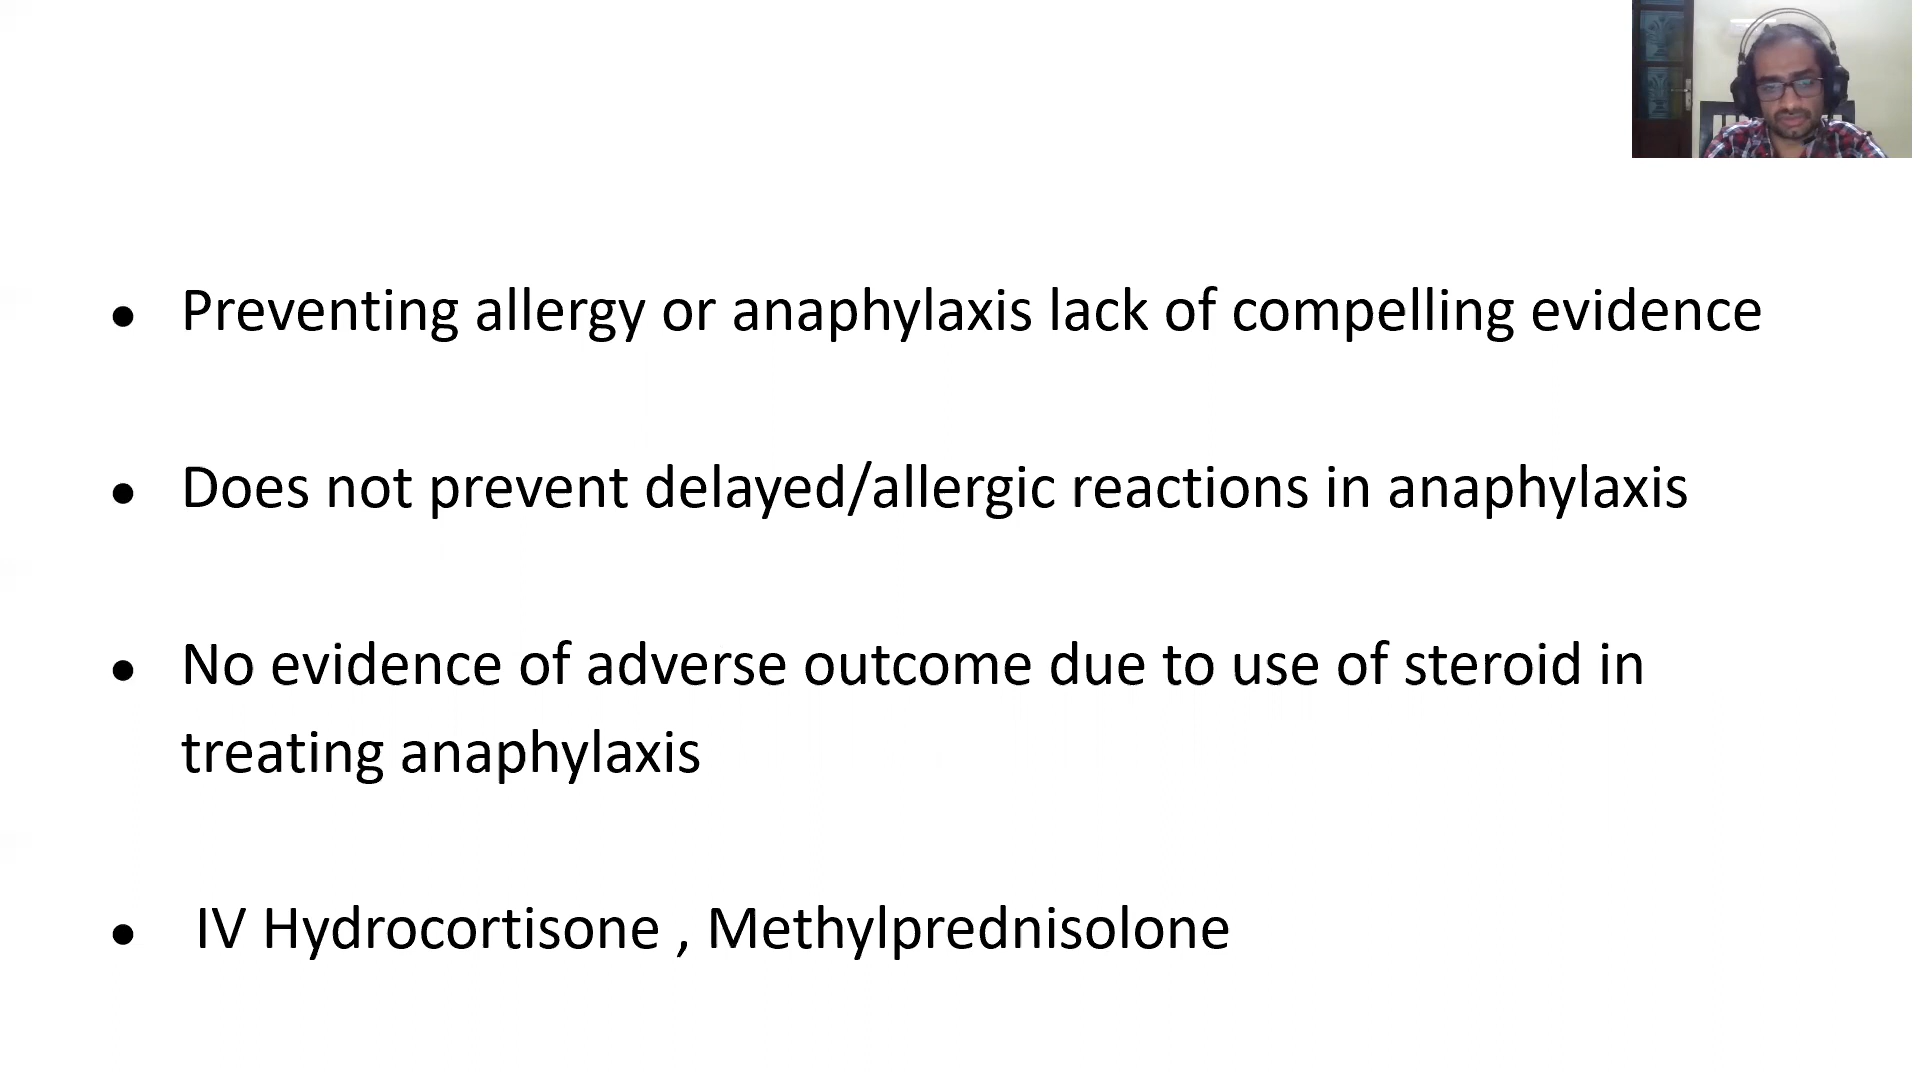 • Preventing allergy or anaphylaxis lack of compelling evidence
• Does not prevent delayed/allergic reactions in anaphylaxis
• No evidence of adverse outcome due to use of steroid in
treating anaphylaxis
• IV Hydrocortisone , Methylprednisolone